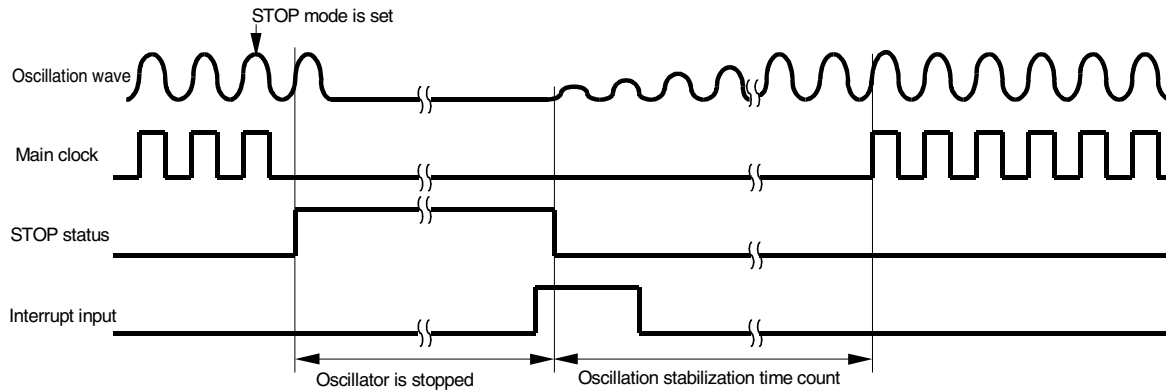 STOP mode is set
Oscillation wave
Main clock
STOP status
Interrupt input
Oscillator is stopped
Oscillation stabilization time count